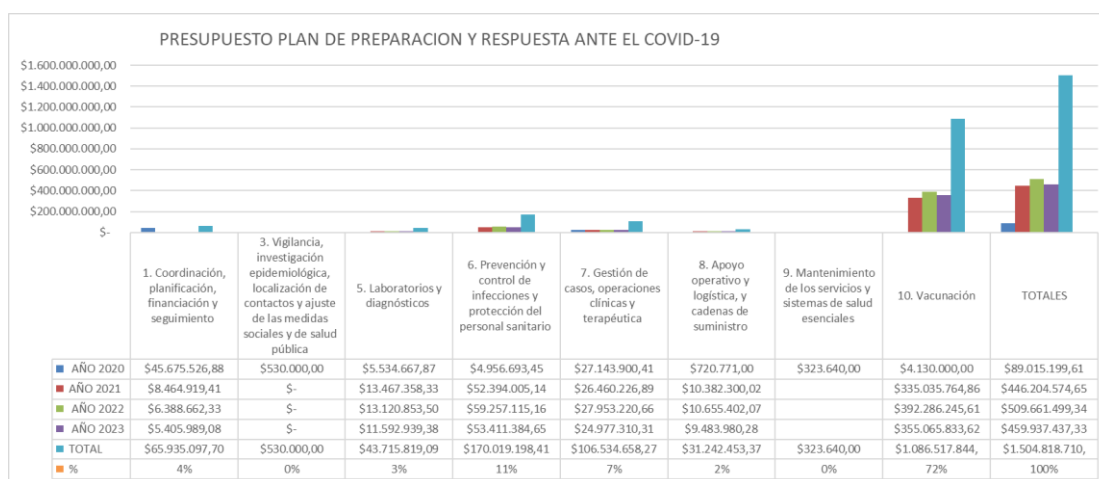 PRESUPUESTO PLAN DE PREPARACION Y RESPUESTA ANTE EL COVID-19
$1.600.000.000,00
$1.400.000.000,00
$1.200.000.000,00
$1.000.000.000,00
$800.000.000,00
$600.000.000,00
$400.000.000,00
$200.000.000,00
$-
1. Coordinación,
planificación,
financiación y
seguimiento
3. Vigilancia,
investigación
epidemiológica,
localización de
contactos y ajuste
de las medidas
sociales y de salud
pública
5. Laboratorios y
diagnósticos
6. Prevención y
control de
infecciones y
protección del
personal sanitario
7. Gestión de
casos, operaciones
clínicas y
terapéutica
8. Apoyo
operativo y
logística, y
cadenas de
suministro
9. Mantenimiento
de los servicios y
sistemas de salud
esenciales
10. Vacunación
TOTALES
AÑO 2020 $45.675.526,88 $530.000,00 $5.534.667,87 $4.956.693,45 $27.143.900,41 $720.771,00 $323.640,00 $4.130.000,00 $89.015.199,61
AÑO 2021 $8.464.919,41 $- $13.467.358,33 $52.394.005,14 $26.460.226,89 $10.382.300,02 $335.035.764,86 $446.204.574,65
AÑO 2022 $6.388.662,33 $- $13.120.853,50 $59.257.115,16 $27.953.220,66 $10.655.402,07 $392.286.245,61 $509.661.499,34
AÑO 2023 $5.405.989,08 $- $11.592.939,38 $53.411.384,65 $24.977.310,31 $9.483.980,28 $355.065.833,62 $459.937.437,33
TOTAL $65.935.097,70 $530.000,00 $43.715.819,09 $170.019.198,41 $106.534.658,27 $31.242.453,37 $323.640,00 $1.086.517.844, $1.504.818.710,
% 4% 0% 3% 11% 7% 2% 0% 72% 100%